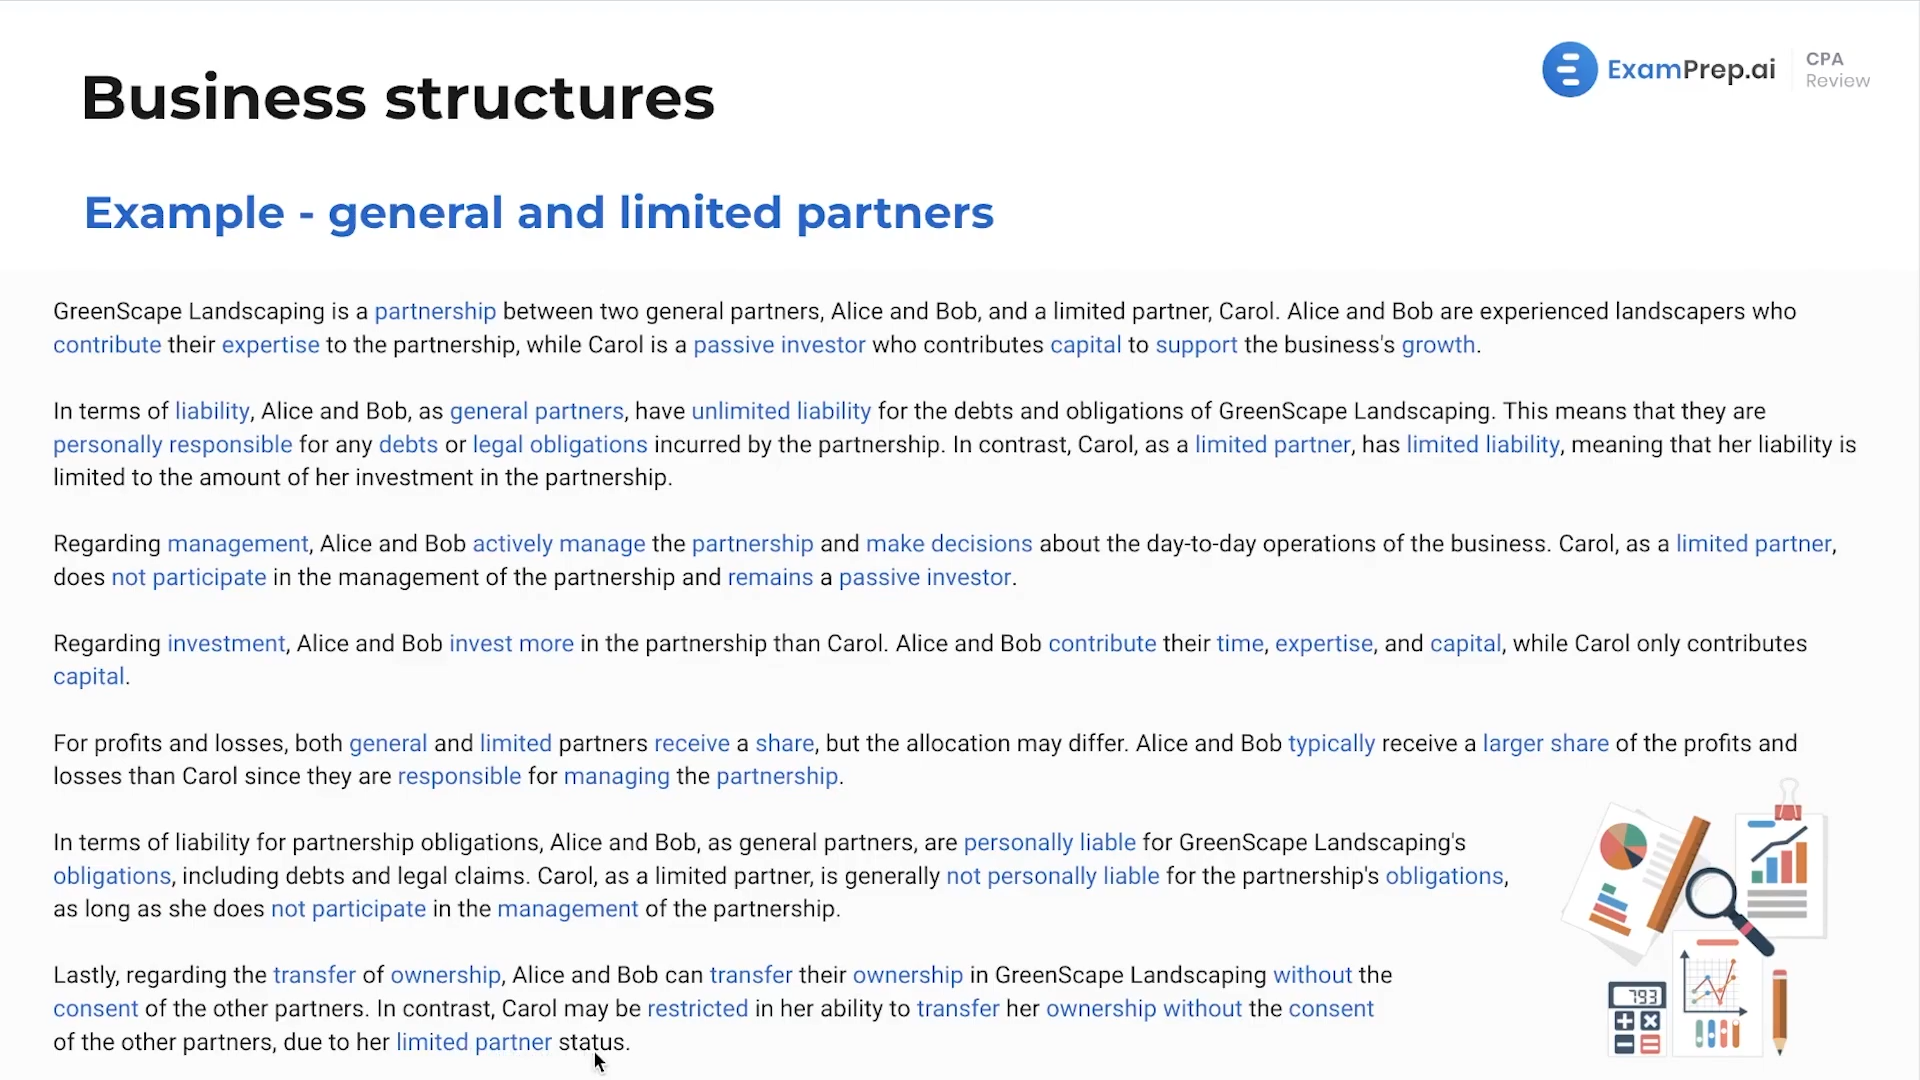 Business structures
ExamPrep.ai
CPA
Review
Example - general and limited partners
GreenScape Landscaping is a partnership between two general partners, Alice and Bob, and a limited partner, Carol. Alice and Bob are experienced landscapers who
contribute their expertise to the partnership, while Carol is a passive investor who contributes capital to support the business's growth.
In terms of liability, Alice and Bob, as general partners, have unlimited liability for the debts and obligations of GreenScape Landscaping. This means that they are
personally responsible for any debts or legal obligations incurred by the partnership. In contrast, Carol, as a limited partner, has limited liability, meaning that her liability is
limited to the amount of her investment in the partnership.
Regarding management, Alice and Bob actively manage the partnership and make decisions about the day-to-day operations of the business. Carol, as a limited partner,
does not participate in the management of the partnership and remains a passive investor.
Regarding investment, Alice and Bob invest more in the partnership than Carol. Alice and Bob contribute their time, expertise, and capital, while Carol only contributes
capital.
For profits and losses, both general and limited partners receive a share, but the allocation may differ. Alice and Bob typically receive a larger share of the profits and
losses than Carol since they are responsible for managing the partnership.
In terms of liability for partnership obligations, Alice and Bob, as general partners, are personally liable for GreenScape Landscaping's
obligations, including debts and legal claims. Carol, as a limited partner, is generally not personally liable for the partnership's obligations,
as long as she does not participate in the management of the partnership.
Lastly, regarding the transfer of ownership, Alice and Bob can transfer their ownership in GreenScape Landscaping without the
consent of the other partners. In contrast, Carol may be restricted in her ability to transfer her ownership without the consent
of the other partners, due to her limited partner status.
793